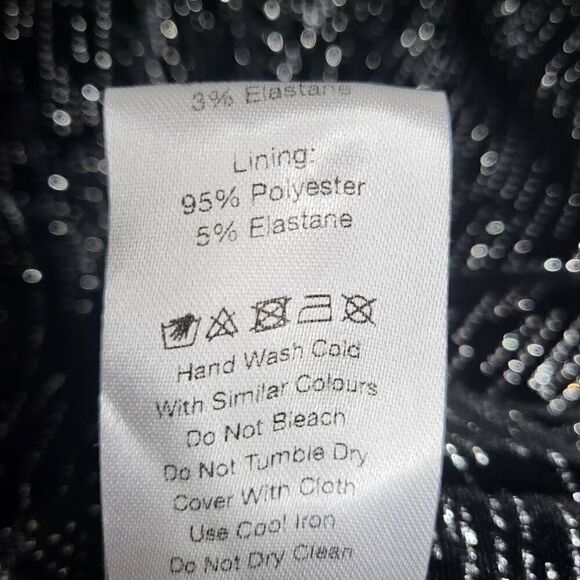 3% Elastane
Lining:
95% Polyester
5% Elastane
Hand Wash Cold
With Similar Colours
Do Not Bleach
Do Not Tumble Dry
Cover With Cloth
Use Cool Iron
Do Not Dry Clean